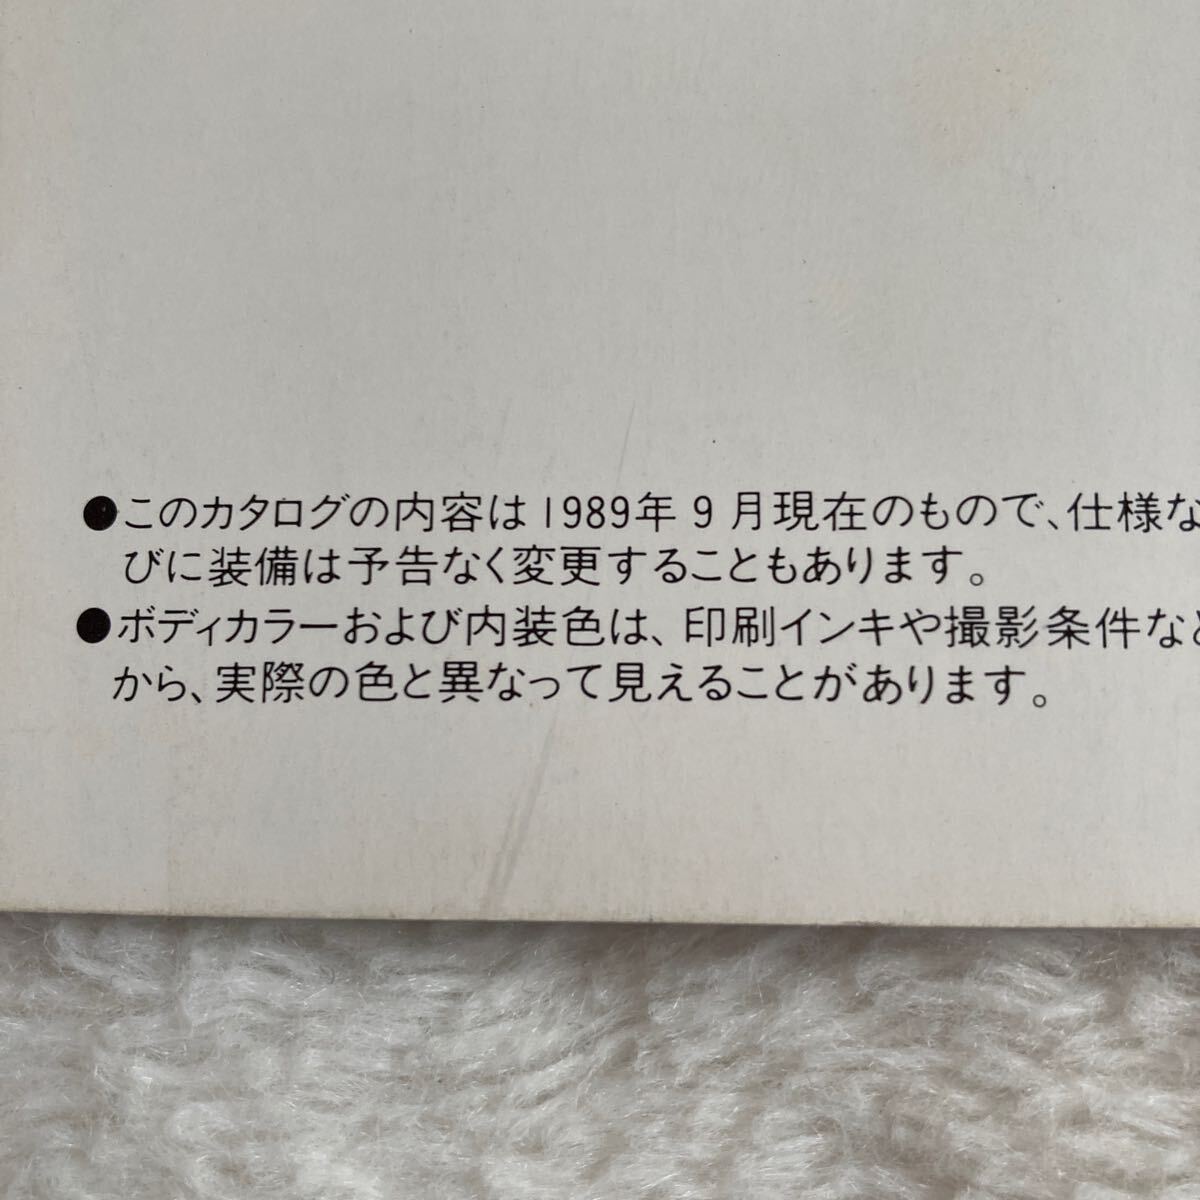 ●このカタログの内容は1989年9月現在のもので、仕様な
びに装備は予告なく変更することもあります。
●ボディカラーおよび内装色は、印刷インキや撮影条件など
から、実際の色と異なって見えることがあります。